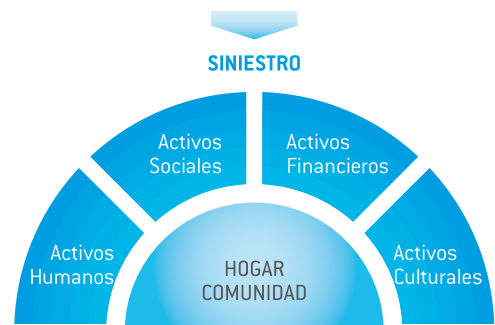 SINIESTRO
Activos
Sociales
Activos
Financieros
Activos
Humanos
Activos
Culturales
HOGAR
COMUNIDAD